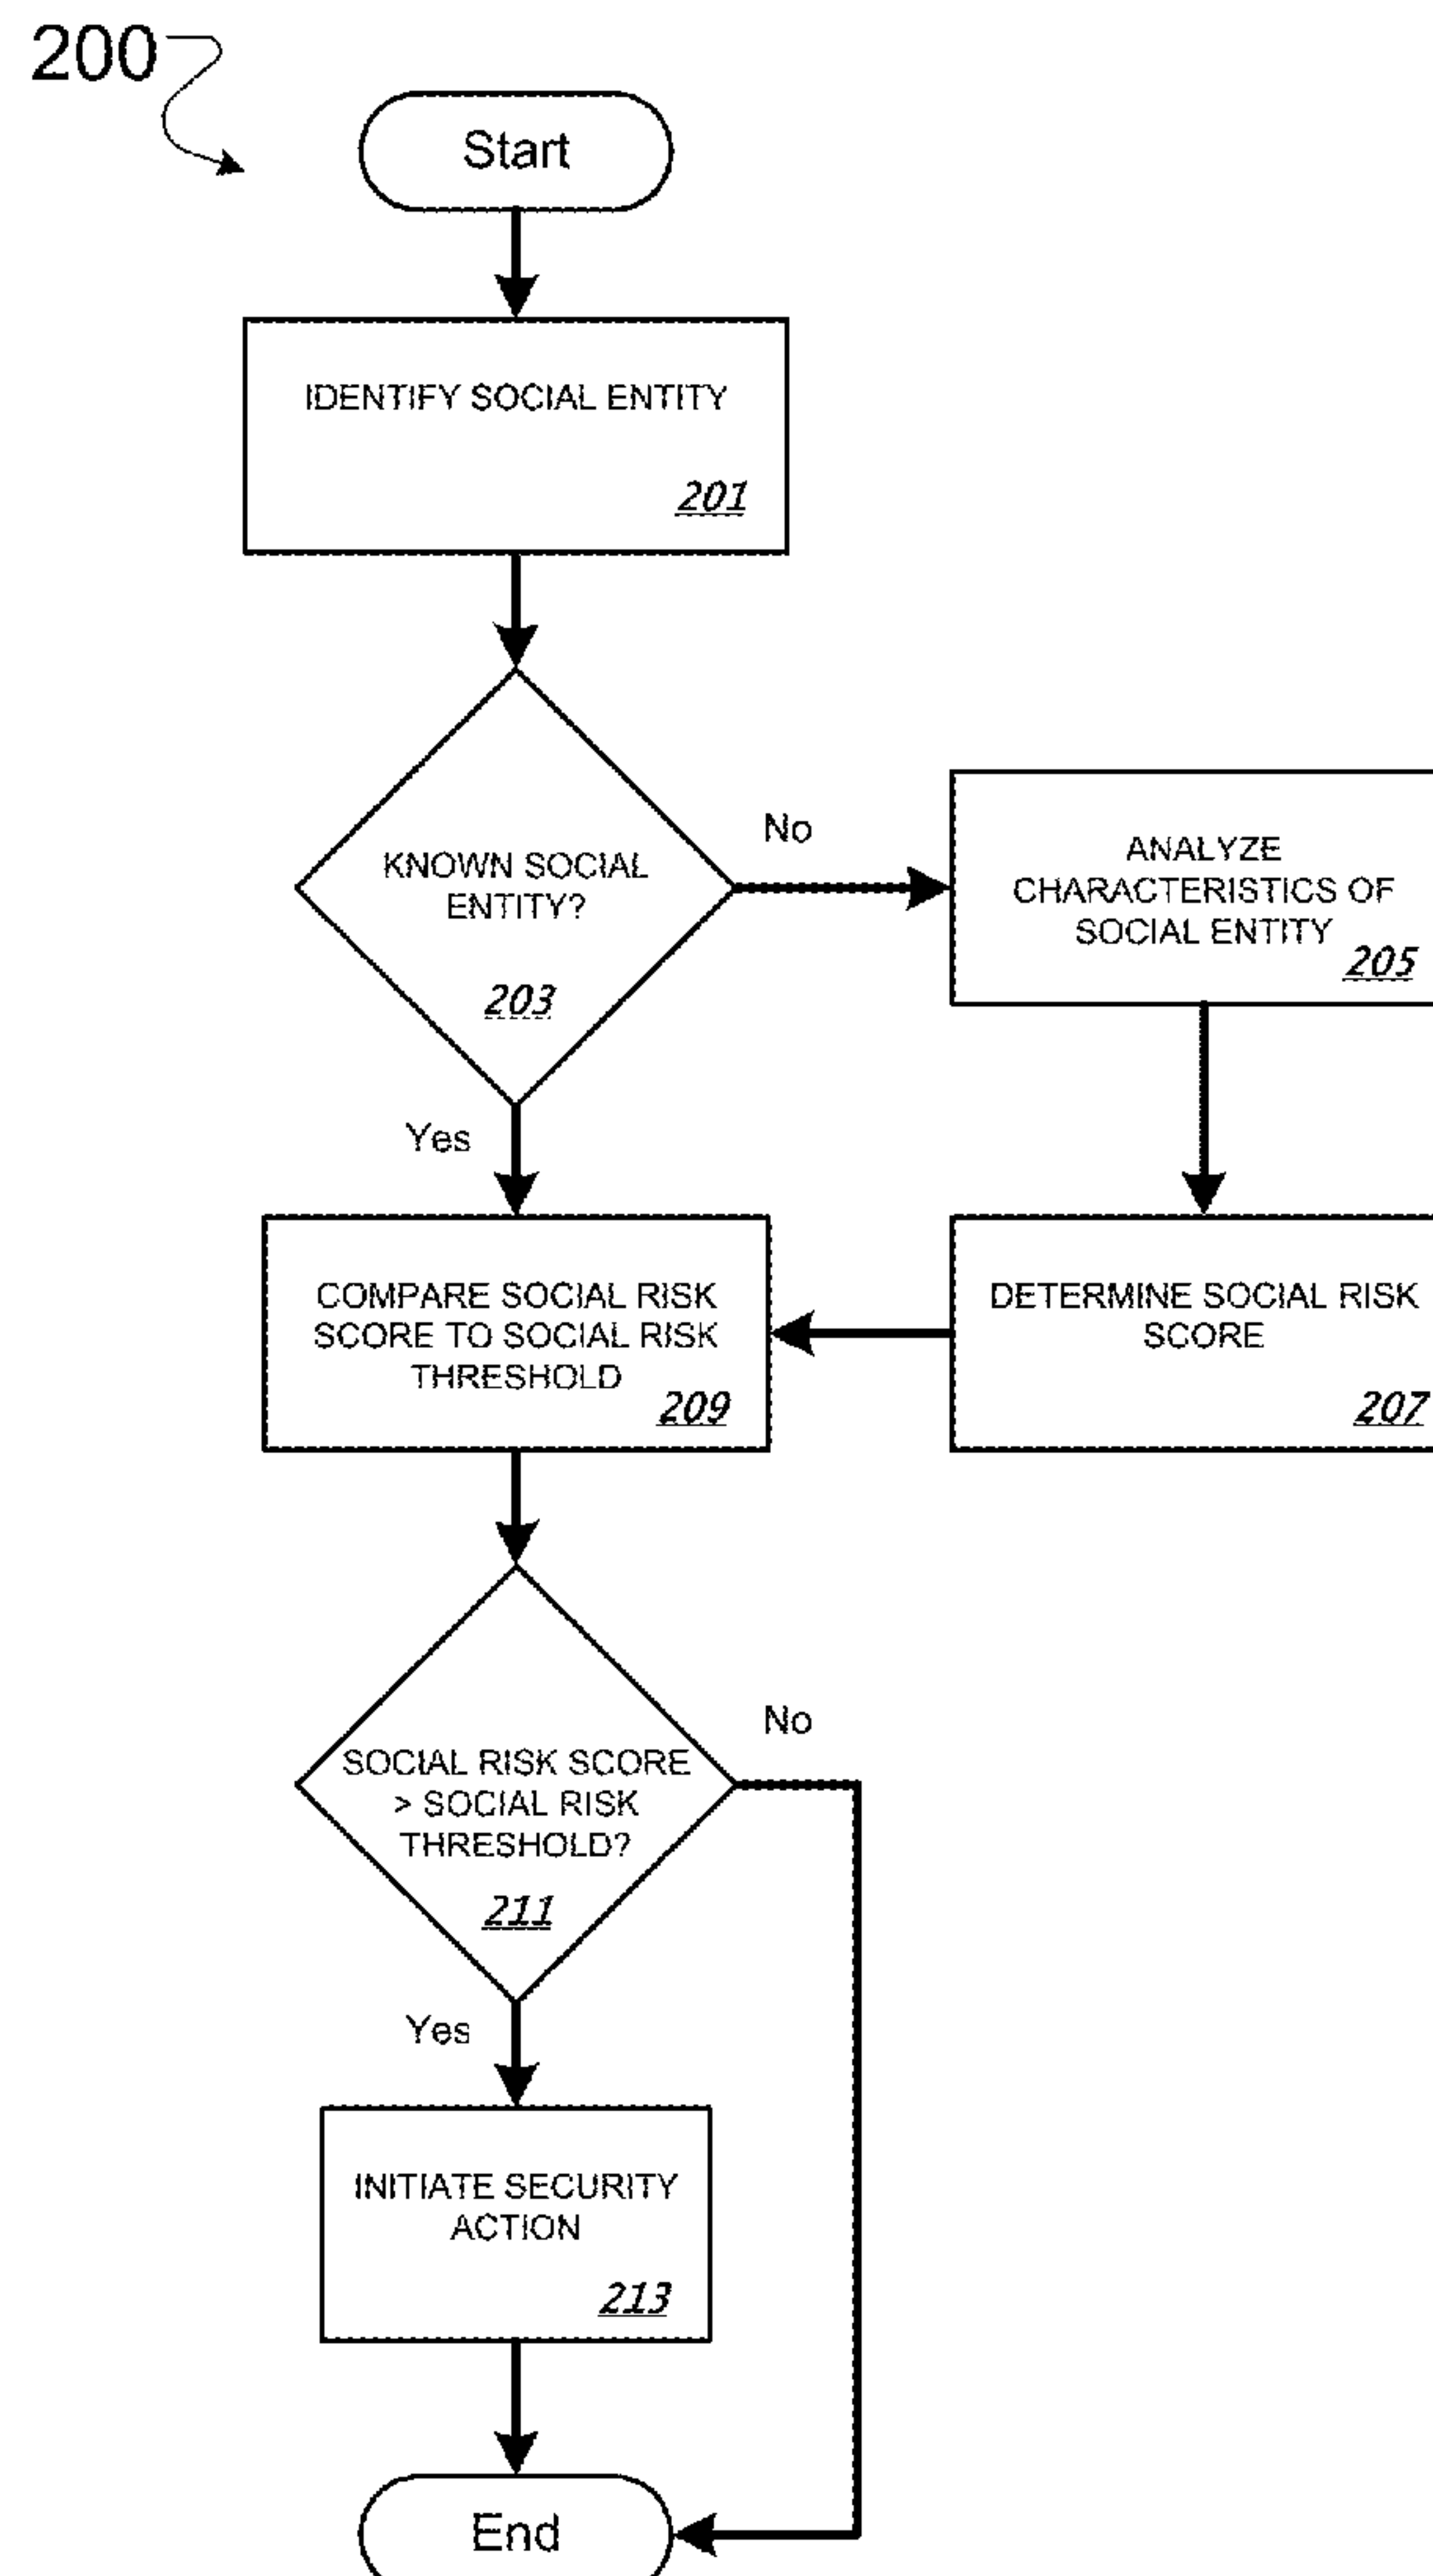 200
Start
IDENTIFY SOCIAL ENTITY
201
KNOWN SOCIAL
ENTITY?
203
No
ANALYZE
CHARACTERISTICS OF
SOCIAL ENTITY
205
Yes
COMPARE SOCIAL RISK
SCORE TO SOCIAL RISK
THRESHOLD
209
DETERMINE SOCIAL RISK
SCORE
207
SOCIAL RISK SCORE
> SOCIAL RISK
THRESHOLD?
211
No
Yes
INITIATE SECURITY
ACTION
213
End